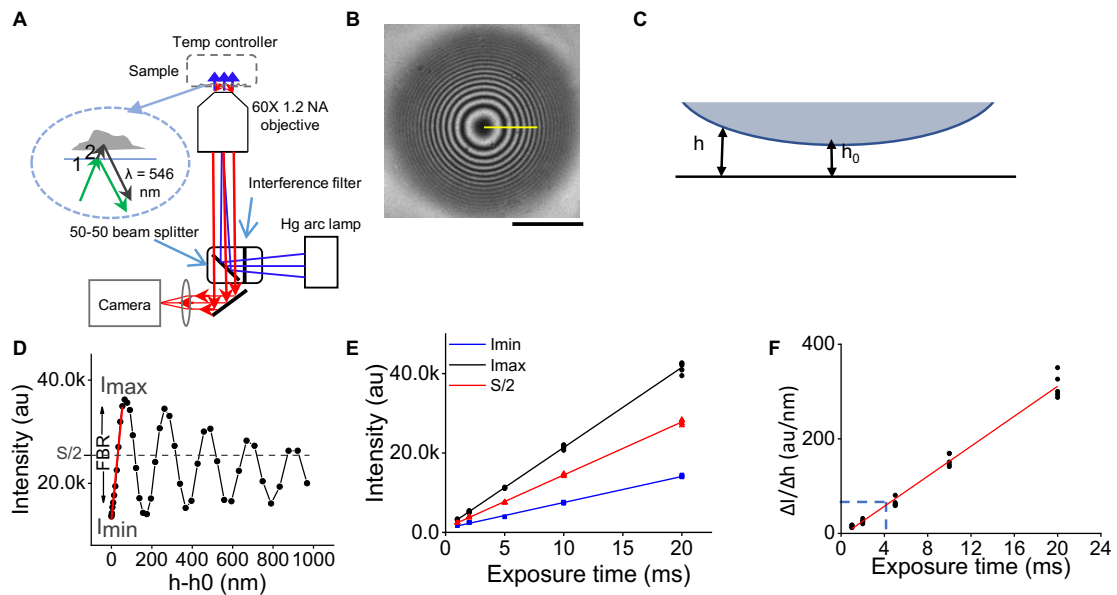 A
Temp controller
Sample
60X 1.2 NA
objective
1
2
λ = 546
nm
Interference filter
Hg arc lamp
50-50 beam splitter
Camera
B
C
h
h0
D
Intensity (au)
40.0k
20.0k
S/2
Imax
FBR
Imin
0
200
400
600
800
1000
h-h0 (nm)
E
Imin
Imax
S/2
Intensity (au)
40.0k
20.0k
0.0
0
5
10
15
20
Exposure time (ms)
F
ΔI/Δh (au/nm)
400
200
0
0
4
8
12
16
20
24
Exposure time (ms)